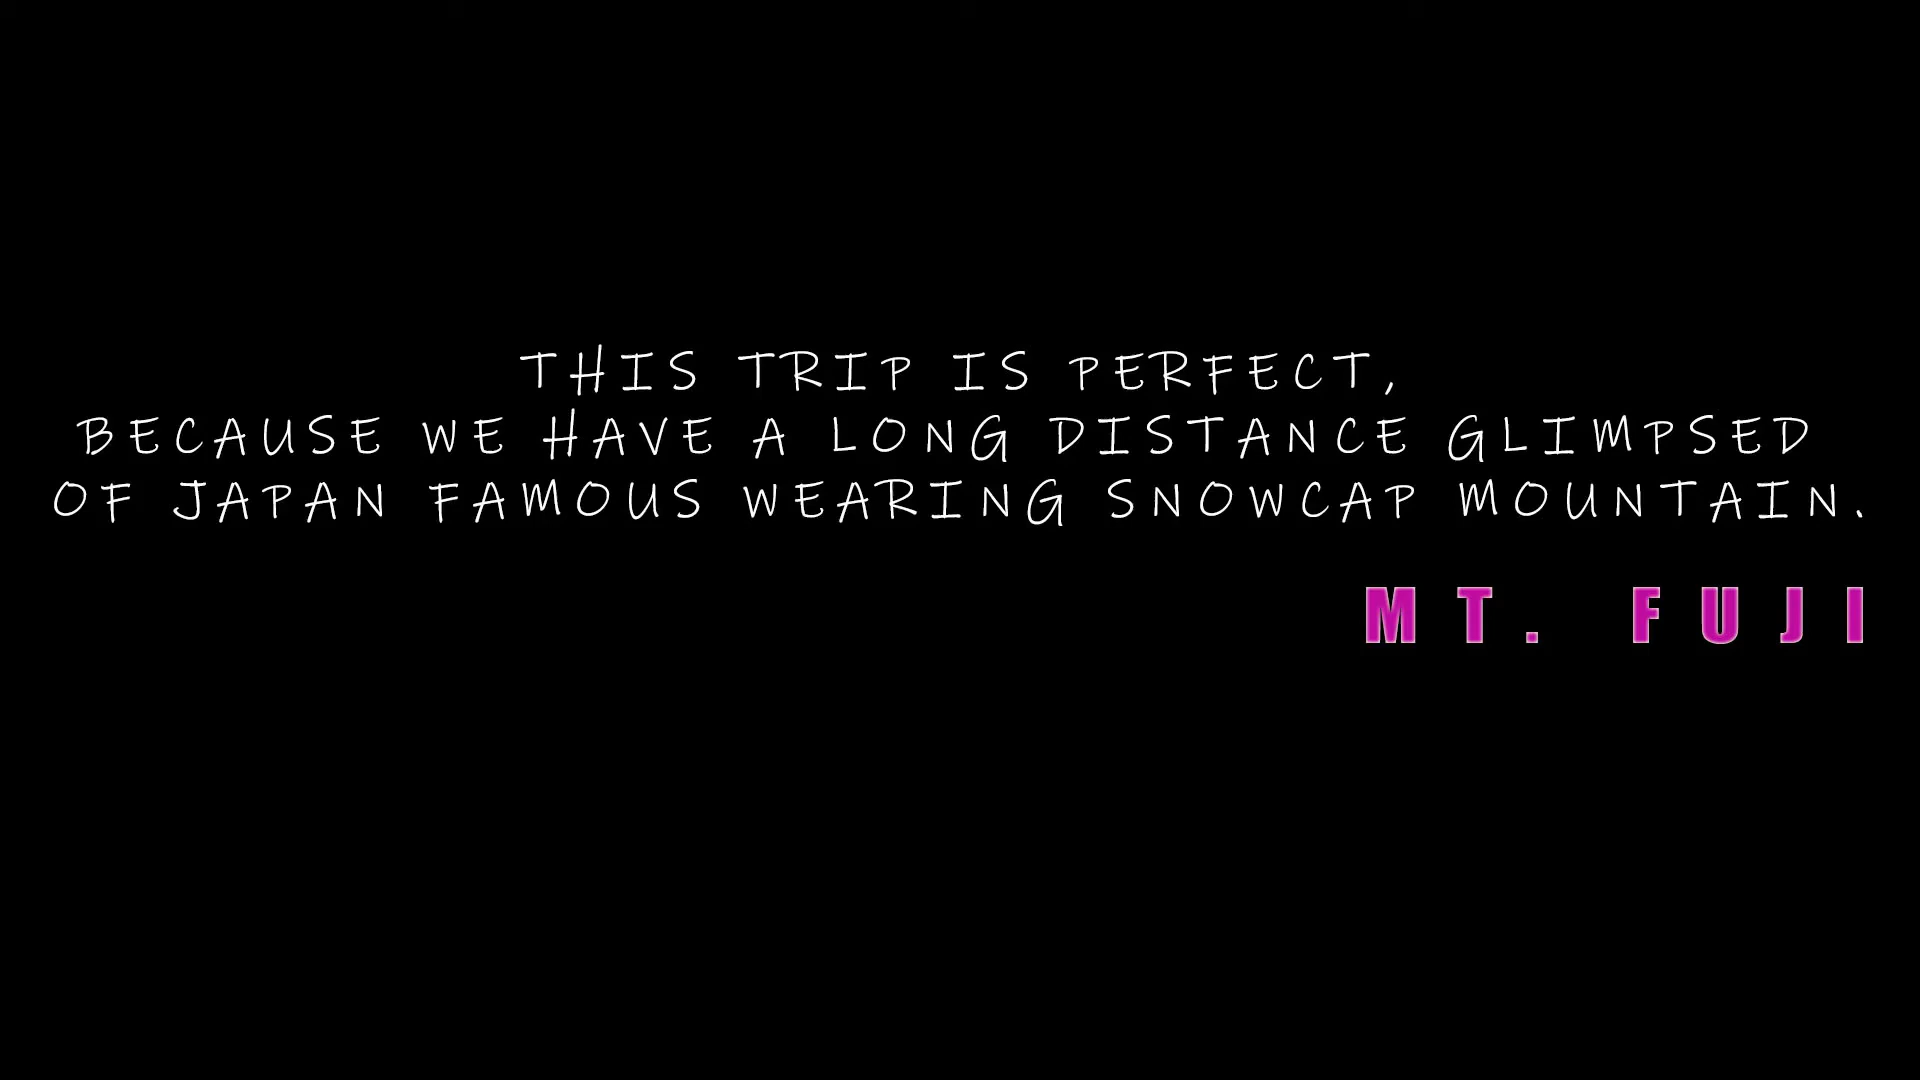 THIS TRIP IS PERFECT,
BECAUSE WE HAVE A LONG DISTANCE GLIMPSED
OF JAPAN FAMOUS WEARING SNOWCAP MOUNTAIN.
MT. FUJI